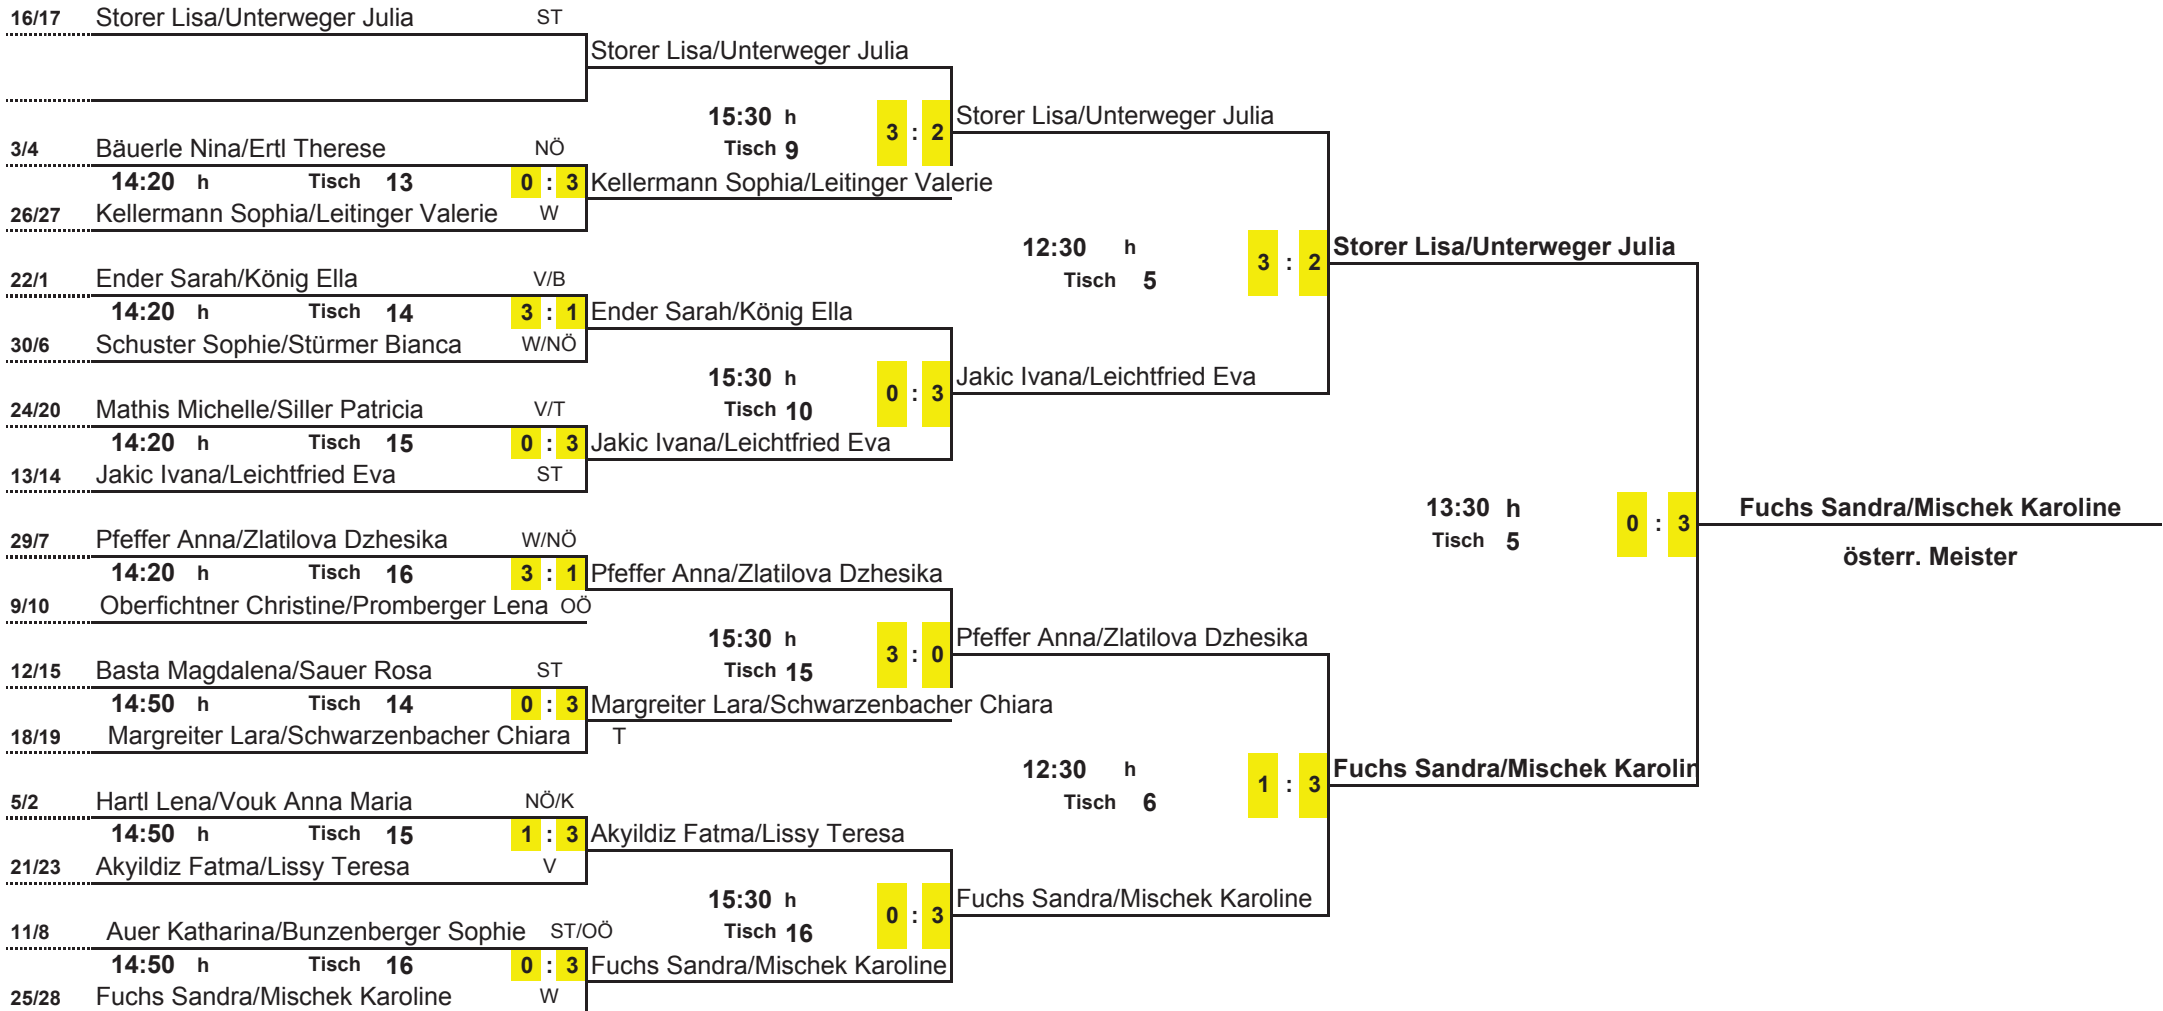 16/17 Storer Lisa/Unterweger Julia ST
Storer Lisa/Unterweger Julia
15:30 h 3 : 2 Storer Lisa/Unterweger Julia
3/4 Bäuerle Nina/Ertl Therese NÖ Tisch 9
14:20 h Tisch 13 0 : 3 Kellermann Sophia/Leitinger Valerie
26/27 Kellermann Sophia/Leitinger Valerie W
12:30 h 3 : 2 Storer Lisa/Unterweger Julia
22/1 Ender Sarah/König Ella V/B Tisch 5
14:20 h Tisch 14 3 : 1 Ender Sarah/König Ella
30/6 Schuster Sophie/Stürmer Bianca W/NÖ
15:30 h 0 : 3 Jakic Ivana/Leichtfried Eva
24/20 Mathis Michelle/Siller Patricia V/T Tisch 10
14:20 h Tisch 15 0 : 3 Jakic Ivana/Leichtfried Eva
13/14 Jakic Ivana/Leichtfried Eva ST
13:30 h 0 : 3 Fuchs Sandra/Mischek Karoline
29/7 Pfeffer Anna/Zlatilova Dzhesika W/NÖ Tisch 5
österr. Meister
14:20 h Tisch 16 3 : 1 Pfeffer Anna/Zlatilova Dzhesika
9/10 Oberfichtner Christine/Promberger Lena OÖ
15:30 h 3 : 0 Pfeffer Anna/Zlatilova Dzhesika
12/15 Basta Magdalena/Sauer Rosa ST Tisch 15
14:50 h Tisch 14 0 : 3 Margreiter Lara/Schwarzenbacher Chiara
18/19 Margreiter Lara/Schwarzenbacher Chiara T
12:30 h 1 : 3 Fuchs Sandra/Mischek Karolin
5/2 Hartl Lena/Vouk Anna Maria NÖ/K Tisch 6
14:50 h Tisch 15 1 : 3 Akyildiz Fatma/Lissy Teresa
21/23 Akyildiz Fatma/Lissy Teresa V
15:30 h 0 : 3 Fuchs Sandra/Mischek Karoline
11/8 Auer Katharina/Bunzenberger Sophie ST/OÖ Tisch 16
14:50 h Tisch 16 0 : 3 Fuchs Sandra/Mischek Karoline
25/28 Fuchs Sandra/Mischek Karoline W